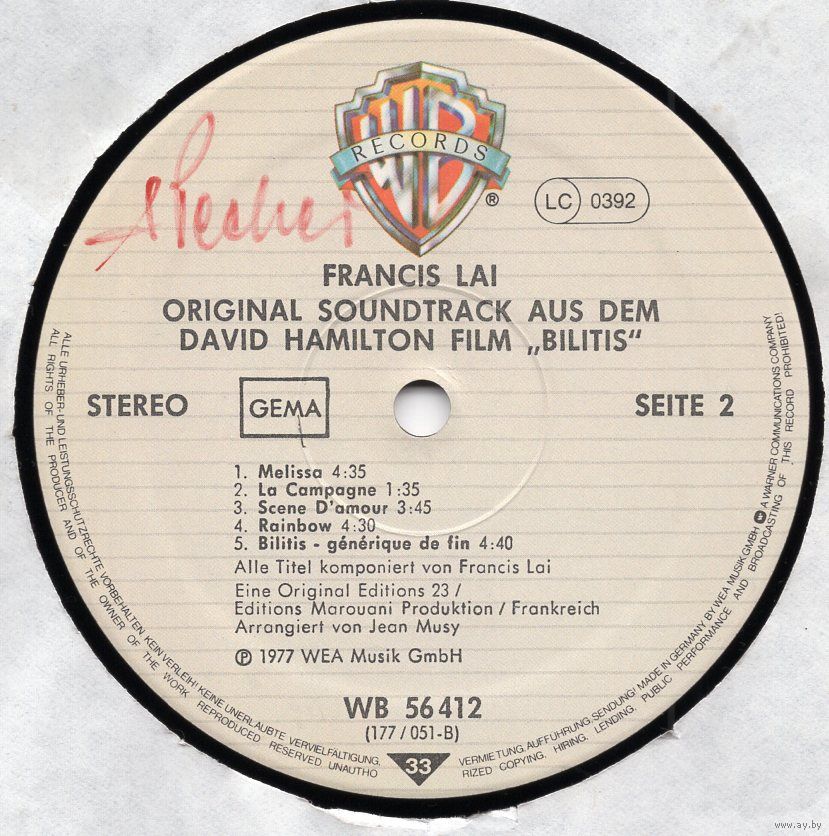 WB
RECORDS
®
LC 0392
FRANCIS LAI
ORIGINAL SOUNDTRACK AUS DEM
DAVID HAMILTON FILM „BILITIS“
STEREO
GEMA
SEITE 2
1. Melissa 4:35
2. La Campagne 1:35
3. Scene D'amour 3:45
4. Rainbow 4:30
5. Bilitis - générique de fin 4:40
Alle Titel komponiert von Francis Lai
Eine Original Editions 23 /
Editions Marouani Produktion / Frankreich
Arrangiert von Jean Musy
℗ 1977 WEA Musik GmbH
WB 56 412
(177 / 051-B)
33
ALLE URHEBER- UND LEISTUNGSSCHUTZRECHTE VORBEHALTEN KEIN VERLEIH! KEINE UNERLAUBTE VERVIELFÄLTIGUNG, VERMIETUNG, AUFFÜHRUNG, SENDUNG! MADE IN GERMANY BY WEA MUSIK GMBH A WARNER COMMUNICATIONS COMPANY
ALL RIGHTS OF THE PRODUCER AND OF THE OWNER OF THE WORK REPRODUCED RESERVED UNAUTHORIZED COPYING, HIRING, LENDING, PUBLIC PERFORMANCE AND BROADCASTING OF THIS RECORD PROHIBITED!
www.ay.by